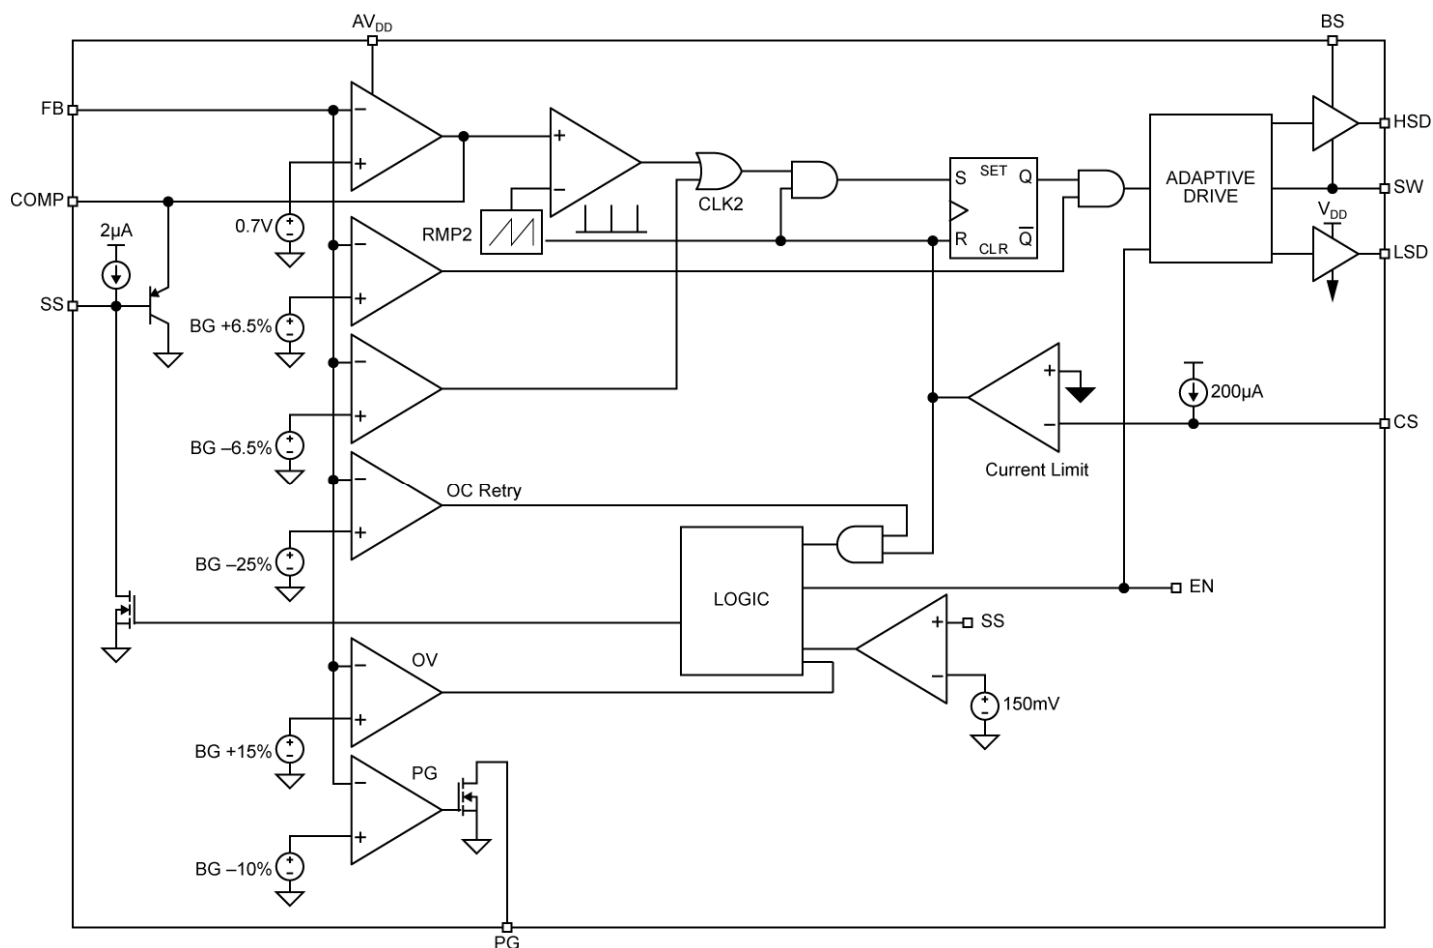 AVDD
BS
FB
HSD
S SET Q
ADAPTIVE
DRIVE
SW
COMP
CLK2
VDD
2µA
0.7V
RMP2
R CLR Q̅
LSD
SS
BG +6.5%
200µA
CS
BG –6.5%
Current Limit
OC Retry
BG –25%
LOGIC
EN
SS
OV
150mV
BG +15%
PG
BG –10%
PG